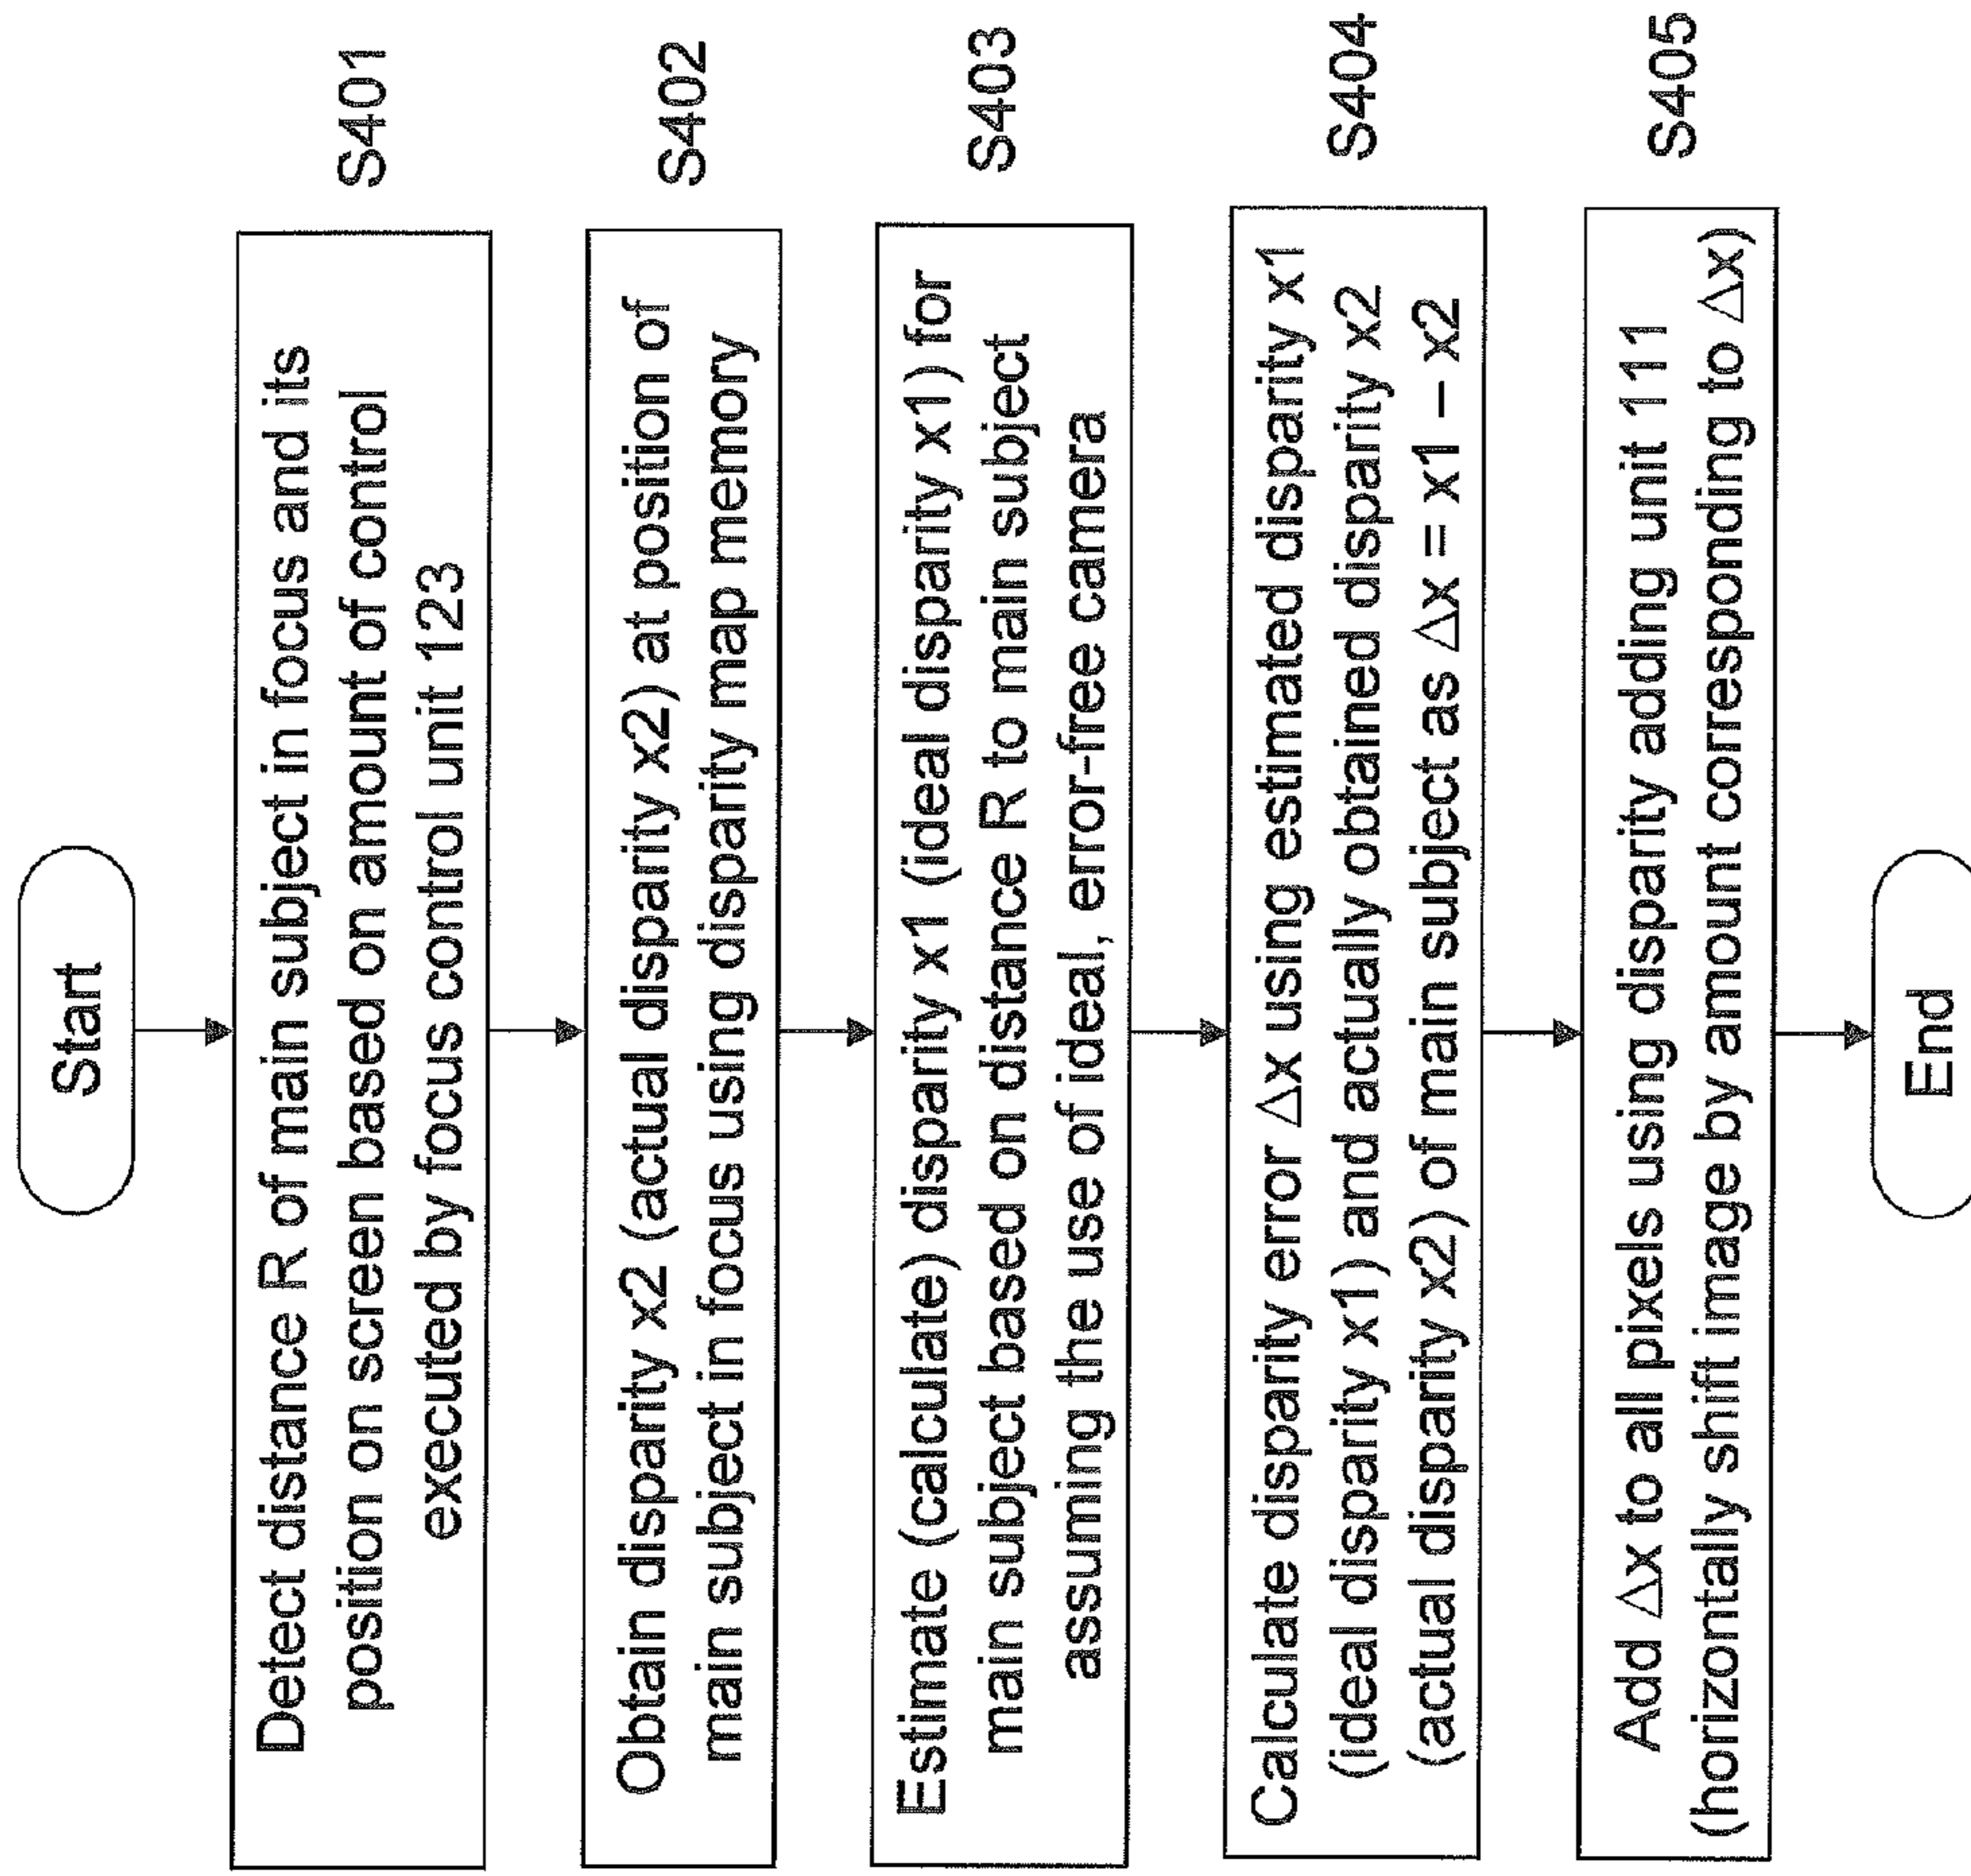 Start
Detect distance R of main subject in focus and its
position on screen based on amount of control
executed by focus control unit 123
S401
Obtain disparity x2 (actual disparity x2) at position of
main subject in focus using disparity map memory
S402
Estimate (calculate) disparity x1 (ideal disparity x1) for
main subject based on distance R to main subject
assuming the use of ideal, error-free camera
S403
Calculate disparity error △x using estimated disparity x1
(ideal disparity x1) and actually obtained disparity x2
(actual disparity x2) of main subject as △x = x1 – x2
S404
Add △x to all pixels using disparity adding unit 111
(horizontally shift image by amount corresponding to △x)
S405
End